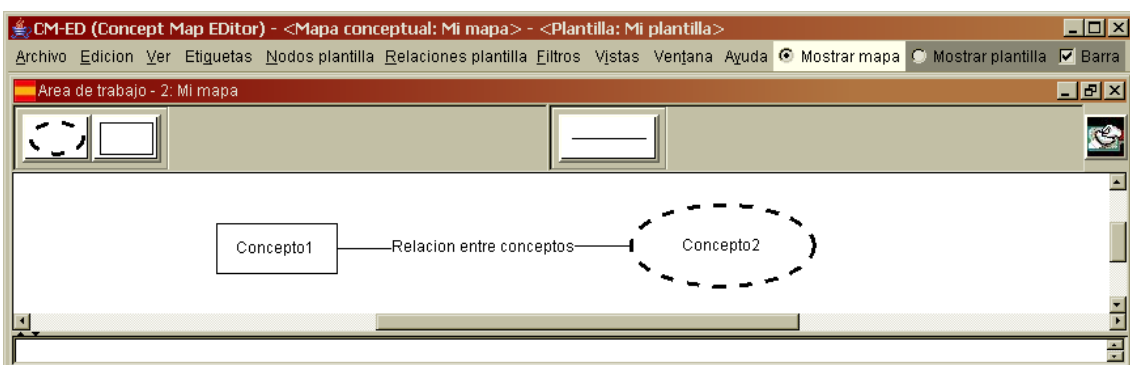 CM-ED (Concept Map EDitor) - <Mapa conceptual: Mi mapa> - <Plantilla: Mi plantilla>
Archivo Edicion Ver Etiquetas Nodos plantilla Relaciones plantilla Filtros Vistas Ventana Ayuda Mostrar mapa Mostrar plantilla Barra
Area de trabajo - 2: Mi mapa
Concepto1 Relacion entre conceptos Concepto2